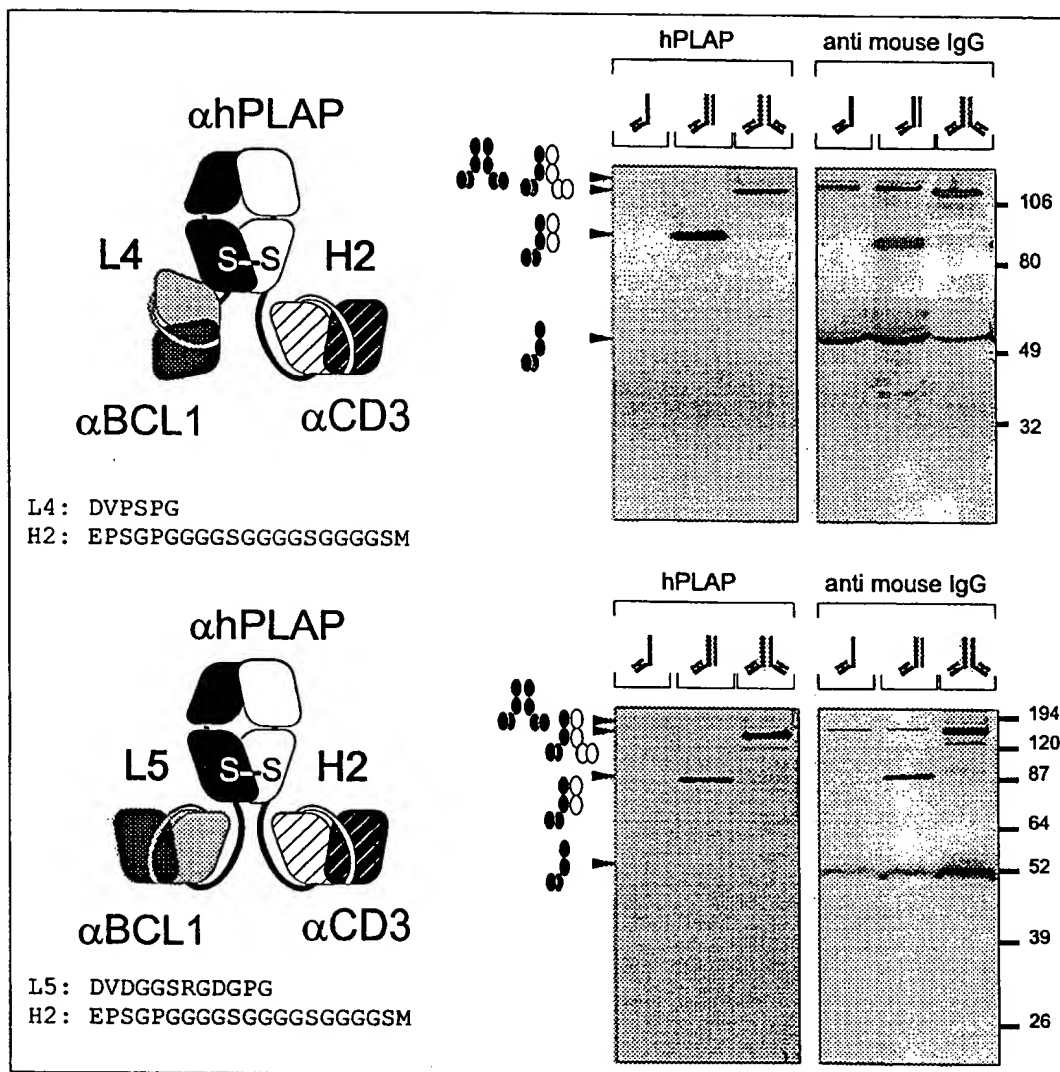 αhPLAP
L4
S--S
H2
αBCL1
αCD3
L4: DVPSPG
H2: EPSGPGGGGSGGGGSGGGGSM
hPLAP
anti mouse IgG
106
80
49
32
αhPLAP
L5
S--S
H2
αBCL1
αCD3
L5: DVDGGSRGDGPG
H2: EPSGPGGGGSGGGGSGGGGSM
hPLAP
anti mouse IgG
194
120
87
64
52
39
26